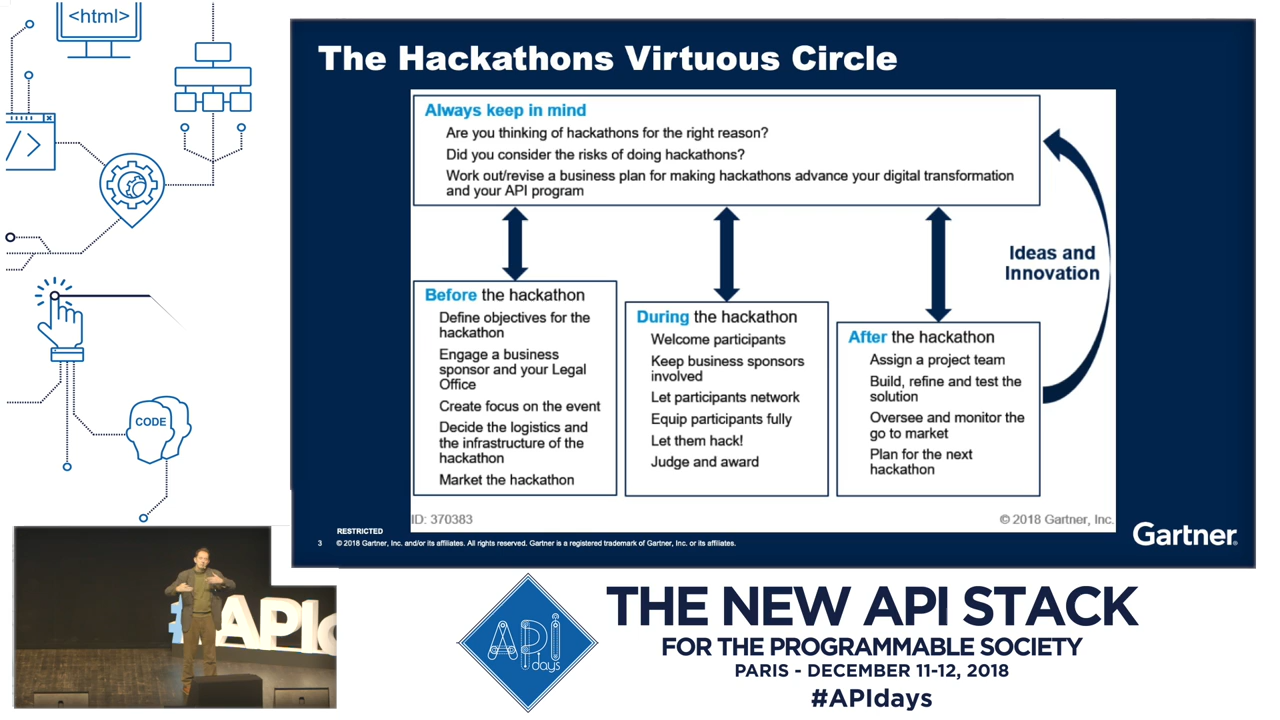 <html>
The Hackathons Virtuous Circle
Always keep in mind
Are you thinking of hackathons for the right reason?
Did you consider the risks of doing hackathons?
Work out/revise a business plan for making hackathons advance your digital transformation
and your API program
Ideas and
Innovation
Before the hackathon
Define objectives for the
hackathon
Engage a business
sponsor and your Legal
Office
Create focus on the event
Decide the logistics and
the infrastructure of the
hackathon
Market the hackathon
During the hackathon
Welcome participants
Keep business sponsors
involved
Let participants network
Equip participants fully
Let them hack!
Judge and award
After the hackathon
Assign a project team
Build, refine and test the
solution
Oversee and monitor the
go to market
Plan for the next
hackathon
ID: 370383
© 2018 Gartner, Inc.
RESTRICTED
3 © 2018 Gartner, Inc. and/or its affiliates. All rights reserved. Gartner is a registered trademark of Gartner, Inc. or its affiliates.
Gartner®
</>
CODE
#APId
API
days
THE NEW API STACK
FOR THE PROGRAMMABLE SOCIETY
PARIS - DECEMBER 11-12, 2018
#APIdays